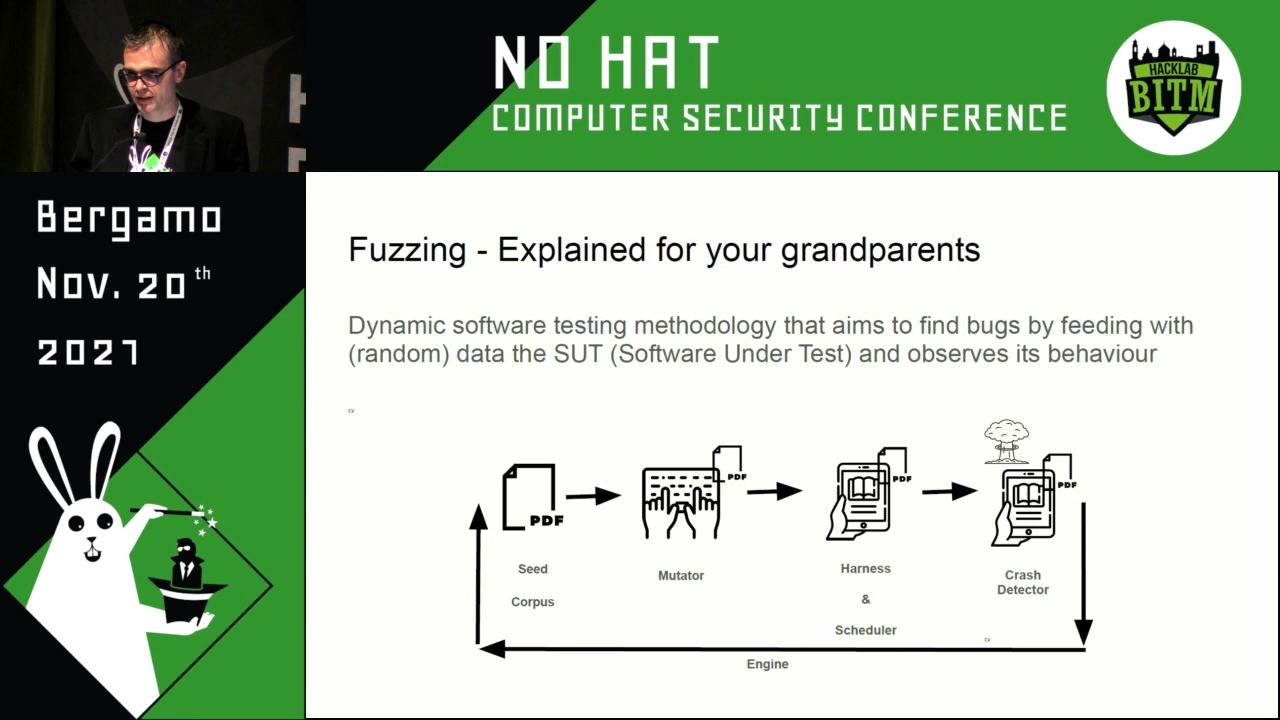 NO HAT
COMPUTER SECURITY CONFERENCE
HACKLAB
BITM
Bergamo
Nov. 20th
2021
Fuzzing - Explained for your grandparents
Dynamic software testing methodology that aims to find bugs by feeding with
(random) data the SUT (Software Under Test) and observes its behaviour
cv
PDF
PDF
PDF
PDF
Seed
Corpus
Mutator
Harness
&
Scheduler
Crash
Detector
cv
Engine